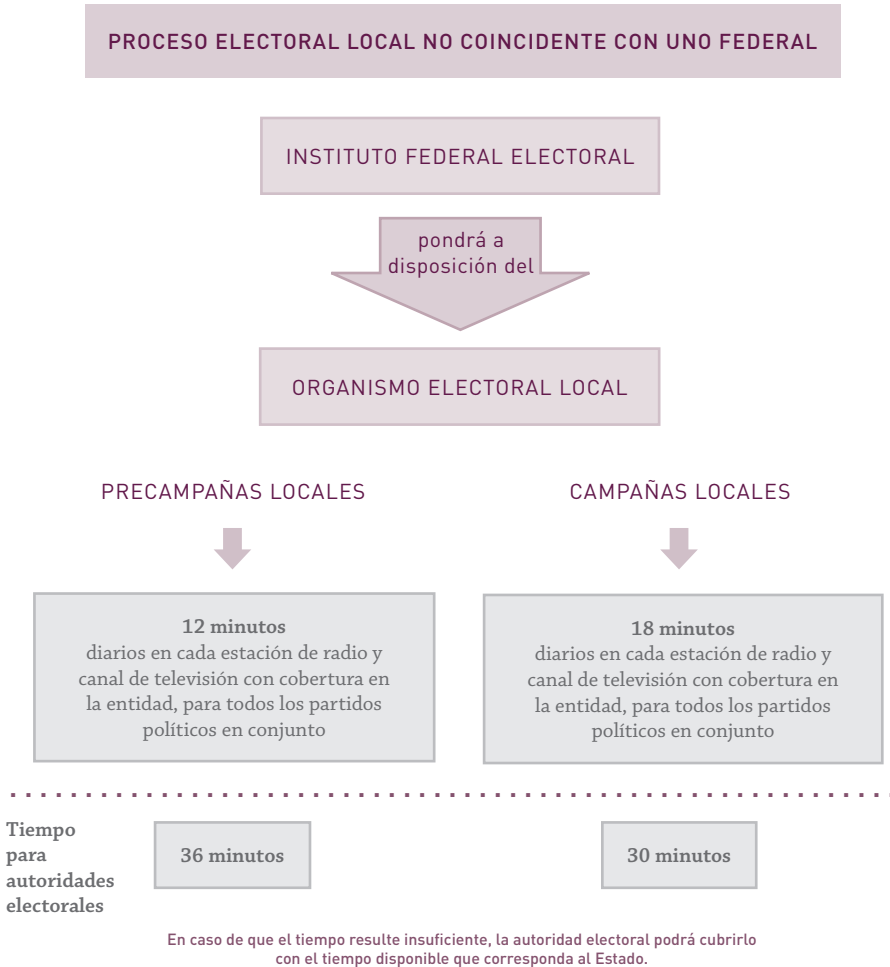 PROCESO ELECTORAL LOCAL NO COINCIDENTE CON UNO FEDERAL
INSTITUTO FEDERAL ELECTORAL
pondrá a
disposición del
ORGANISMO ELECTORAL LOCAL
PRECAMPAÑAS LOCALES
12 minutos
diarios en cada estación de radio y
canal de televisión con cobertura en
la entidad, para todos los partidos
políticos en conjunto
CAMPAÑAS LOCALES
18 minutos
diarios en cada estación de radio y
canal de televisión con cobertura en
la entidad, para todos los partidos
políticos en conjunto
Tiempo
para
autoridades
electorales
36 minutos
30 minutos
En caso de que el tiempo resulte insuficiente, la autoridad electoral podrá cubrirlo
con el tiempo disponible que corresponda al Estado.